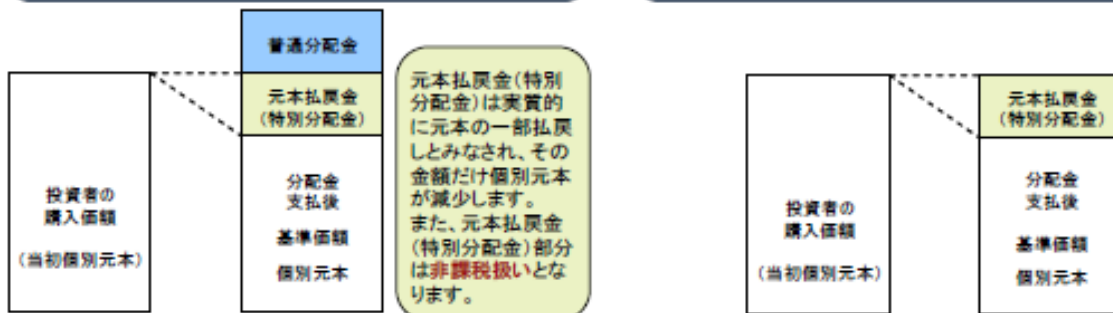 普通分配金
元本払戻金
(特別分配金)
投資者の
購入価額
(当初個別元本)
分配金
支払後
基準価額
個別元本
元本払戻金(特別
分配金)は実質的
に元本の一部払戻
しとみなされ、その
金額だけ個別元本
が減少します。
また、元本払戻金
(特別分配金)部分
は非課税扱いとな
ります。
元本払戻金
(特別分配金)
投資者の
購入価額
(当初個別元本)
分配金
支払後
基準価額
個別元本